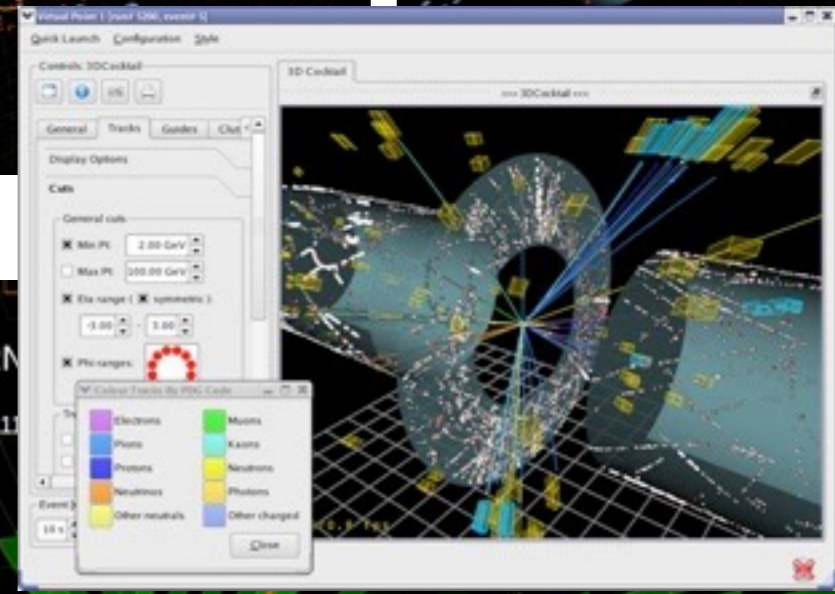 Virtual Point 1 [run# 5200, event# 5]
Quick Launch Configuration Style
Controls: 3DCocktail
3D Cocktail
=== 3DCocktail ===
General Tracks Guides
Display Options
Cuts
General cuts
Min Pt 2.00 GeV
Max Pt 100.00 GeV
Eta range ( symmetric )
-3.00 - 3.00
Phi ranges:
Colour Tracks By PDG Code
Electrons Muons
Pions Kaons
Protons Neutrons
Neutrinos Photons
Other neutrals Other charged
Close
Event
10 s